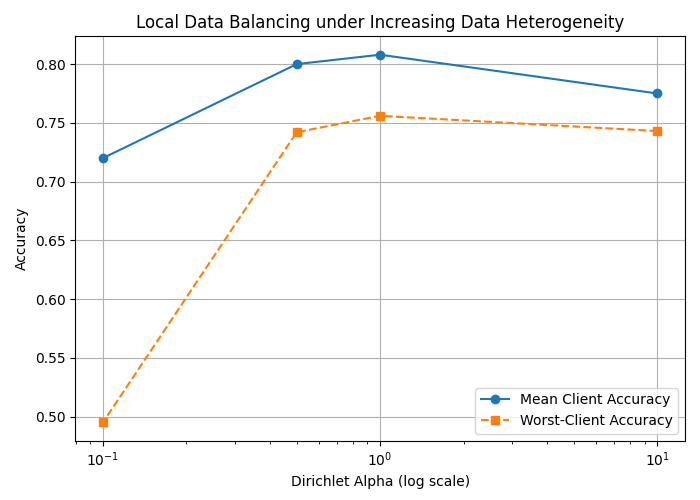 Local Data Balancing under Increasing Data Heterogeneity
Accuracy
0.80
0.75
0.70
0.65
0.60
0.55
0.50
10⁻¹ 10⁰ 10¹
Dirichlet Alpha (log scale)
Mean Client Accuracy
Worst-Client Accuracy